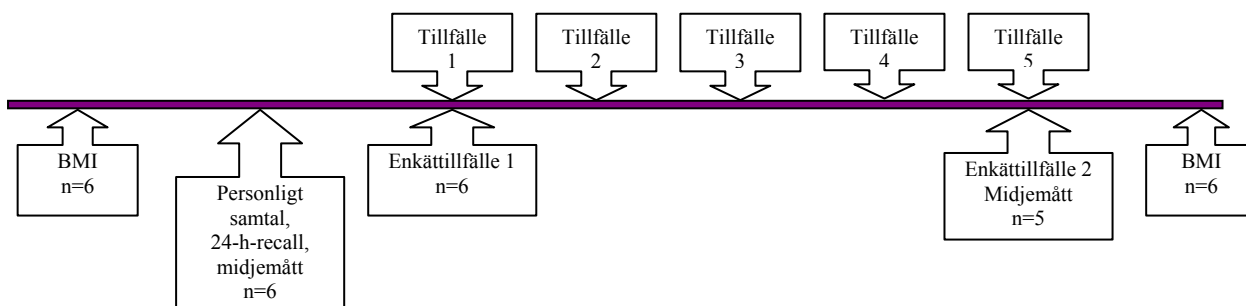 Tillfälle
1
Tillfälle
2
Tillfälle
3
Tillfälle
4
Tillfälle
5
BMI
n=6
Personligt
samtal,
24-h-recall,
midjemått
n=6
Enkättillfälle 1
n=6
Enkättillfälle 2
Midjemått
n=5
BMI
n=6